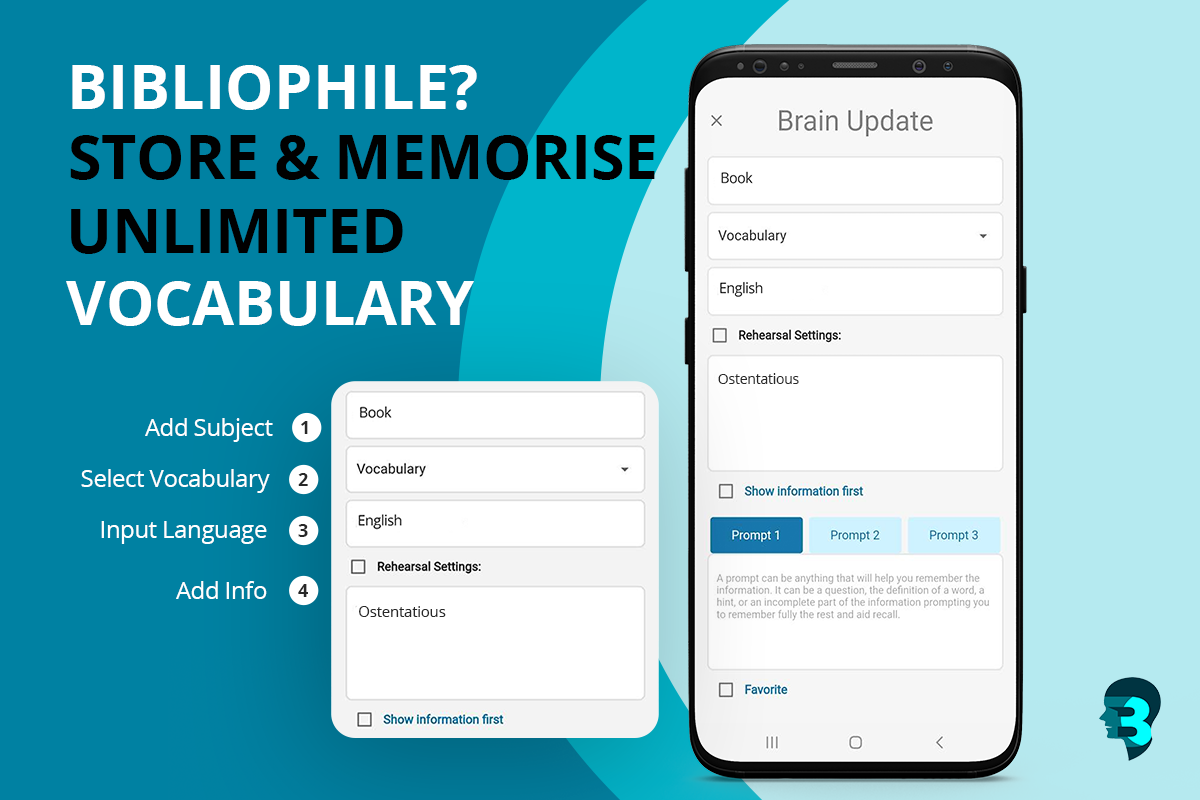 BIBLIOPHILE?
STORE & MEMORISE
UNLIMITED
VOCABULARY
Add Subject 1
Select Vocabulary 2
Input Language 3
Add Info 4
Book
Vocabulary
English
Rehearsal Settings:
Ostentatious
Show information first
Brain Update
Book
Vocabulary
English
Rehearsal Settings:
Ostentatious
Show information first
Prompt 1 Prompt 2 Prompt 3
A prompt can be anything that will help you remember the
information. It can be a question, the definition of a word, a
hint, or an incomplete part of the information prompting you
to remember fully the rest and aid recall.
Favorite
3